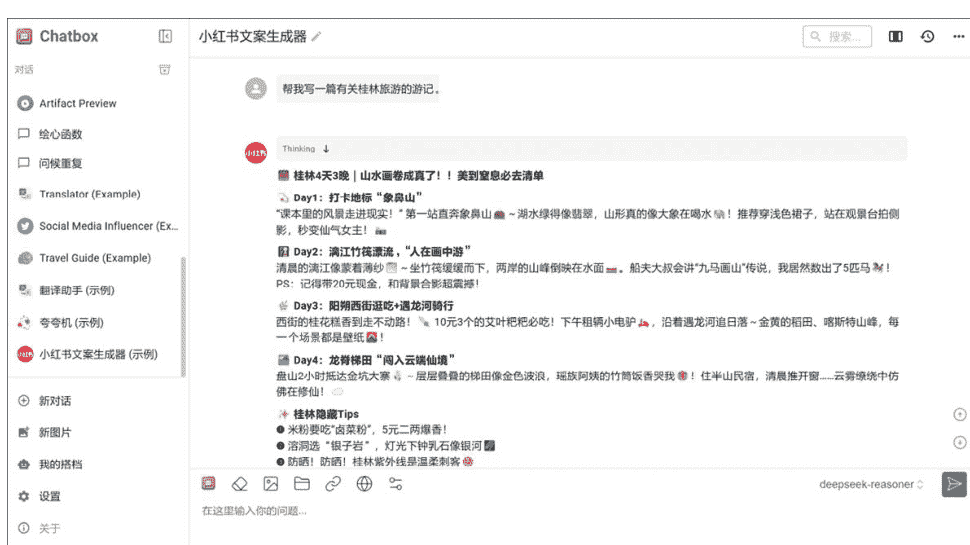 Chatbox
小红书文案生成器
搜索...
对话
Artifact Preview
绘心函数
问候重复
Translator (Example)
Social Media Influencer (Ex...
Travel Guide (Example)
翻译助手 (示例)
夸夸机 (示例)
小红书文案生成器 (示例)
新对话
新图片
我的搭档
设置
关于
帮我写一篇有关桂林旅游的游记。
小红书
Thinking ↓
桂林4天3晚｜山水画卷成真了！！美到窒息必去清单
Day1：打卡地标“象鼻山”
“课本里的风景走进现实！”第一站直奔象鼻山～湖水绿得像翡翠，山形真的像大象在喝水！推荐穿浅色裙子，站在观景台拍侧
影，秒变仙气女主！
Day2：漓江竹筏漂流，“人在画中游”
清晨的漓江像蒙着薄纱～坐竹筏缓缓而下，两岸的山峰倒映在水面。船夫大叔会讲“九马画山”传说，我居然数出了5匹马！
PS：记得带20元现金，和背景合影超震撼！
Day3：阳朔西街逛吃+遇龙河骑行
西街的桂花糕香到走不动路！10元3个的艾叶粑粑必吃！下午租辆小电驴，沿着遇龙河追日落～金黄的稻田、喀斯特山峰，每
一个场景都是壁纸！
Day4：龙脊梯田“闯入云端仙境”
盘山2小时抵达金坑大寨～层层叠叠的梯田像金色波浪，瑶族阿姨的竹筒饭香哭我！住半山民宿，清晨推开窗……云雾缭绕中仿
佛在修仙！
桂林隐藏Tips
❶ 米粉要吃“卤菜粉”，5元二两爆香！
❷ 溶洞选“银子岩”，灯光下钟乳石像银河
❸ 防晒！防晒！桂林紫外线是温柔刺客
deepseek-reasoner
在这里输入你的问题...